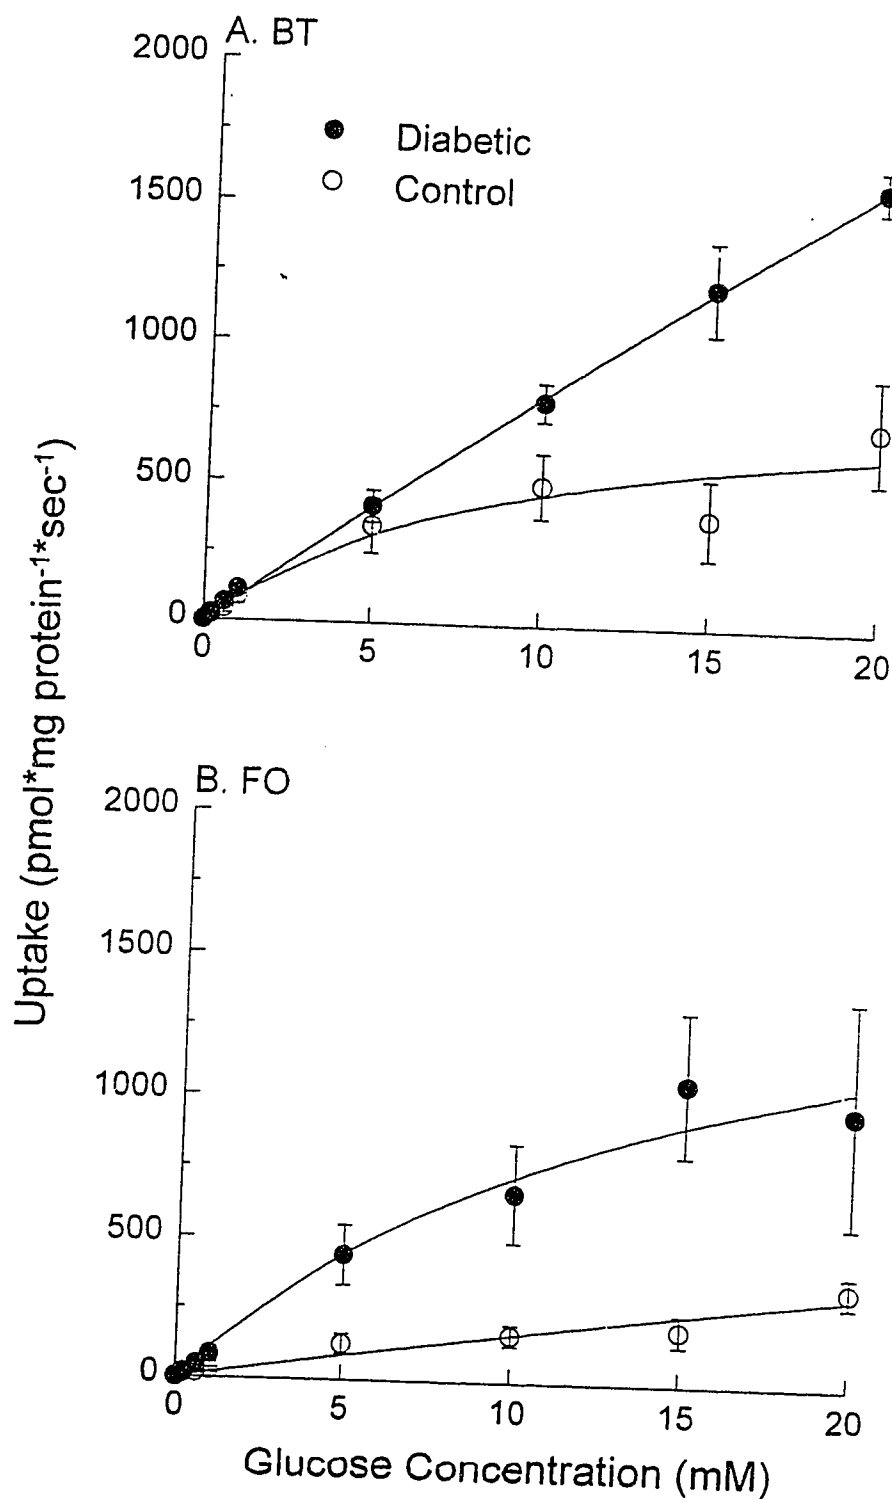 A. BT
2000
Diabetic
Control
1500
1000
500
0
0 5 10 15 20
Uptake (pmol*mg protein⁻¹*sec⁻¹)
B. FO
2000
1500
1000
500
0
0 5 10 15 20
Glucose Concentration (mM)